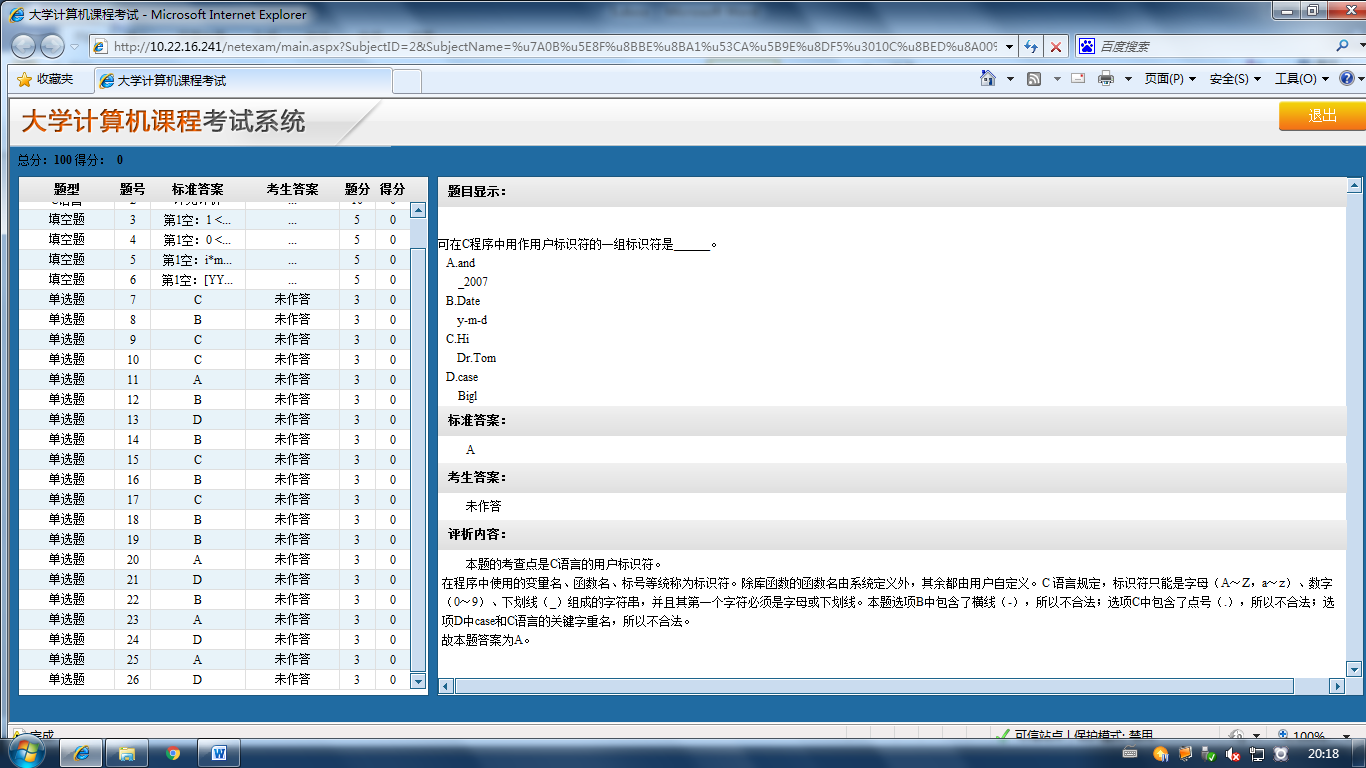 大学计算机课程考试 - Microsoft Internet Explorer
http://10.22.16.241/netexam/main.aspx?SubjectID=2&SubjectName=%u7A0B%u5E8F%u8BBE%u8BA1%u53CA%u5B9E%u8DF5%u3010C%u8BED%u8A00%
百度搜索
收藏夹
大学计算机课程考试
页面(P)
安全(S)
工具(O)
大学计算机课程考试系统
退出
总分：100 得分： 0
题型 题号 标准答案 考生答案 题分 得分
填空题 3 第1空：1 <... ... 5 0
填空题 4 第1空：0 <... ... 5 0
填空题 5 第1空：i*m... ... 5 0
填空题 6 第1空：[YY... ... 5 0
单选题 7 C 未作答 3 0
单选题 8 B 未作答 3 0
单选题 9 C 未作答 3 0
单选题 10 C 未作答 3 0
单选题 11 A 未作答 3 0
单选题 12 B 未作答 3 0
单选题 13 D 未作答 3 0
单选题 14 B 未作答 3 0
单选题 15 C 未作答 3 0
单选题 16 B 未作答 3 0
单选题 17 C 未作答 3 0
单选题 18 B 未作答 3 0
单选题 19 B 未作答 3 0
单选题 20 A 未作答 3 0
单选题 21 D 未作答 3 0
单选题 22 B 未作答 3 0
单选题 23 A 未作答 3 0
单选题 24 D 未作答 3 0
单选题 25 A 未作答 3 0
单选题 26 D 未作答 3 0
题目显示：
可在C程序中用作用户标识符的一组标识符是______。
A.and
_2007
B.Date
y-m-d
C.Hi
Dr.Tom
D.case
Bigl
标准答案：
A
考生答案：
未作答
评析内容：
本题的考查点是C语言的用户标识符。
在程序中使用的变量名、函数名、标号等统称为标识符。除库函数的函数名由系统定义外，其余都由用户自定义。C 语言规定，标识符只能是字母（A～Z，a～z）、数字
（0～9）、下划线（_）组成的字符串，并且其第一个字符必须是字母或下划线。本题选项B中包含了横线（-），所以不合法；选项C中包含了点号（.），所以不合法；选
项D中case和C语言的关键字重名，所以不合法。
故本题答案为A。
完成
可信站点 | 保护模式: 禁用
100%
20:18